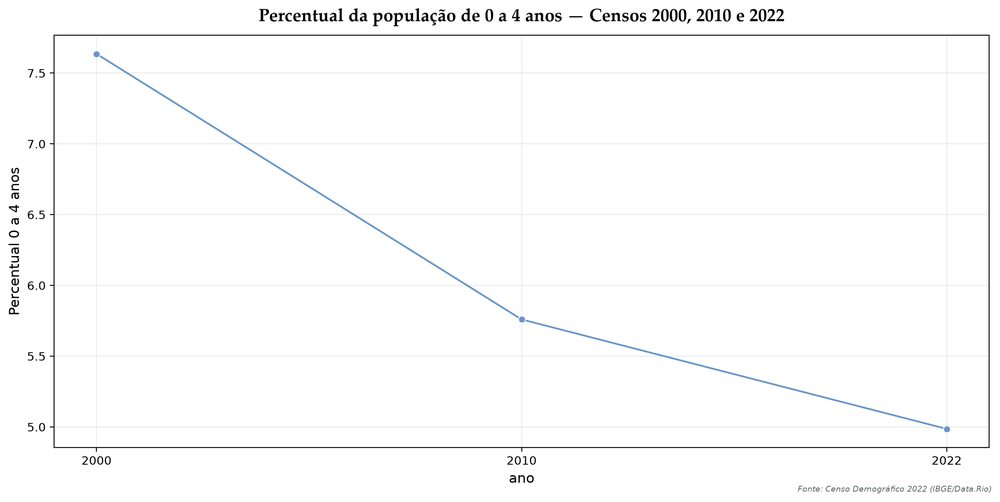 Percentual da população de 0 a 4 anos — Censos 2000, 2010 e 2022
Percentual 0 a 4 anos
7.5
7.0
6.5
6.0
5.5
5.0
2000
2010
2022
ano
Fonte: Censo Demográfico 2022 (IBGE/Data.Rio)